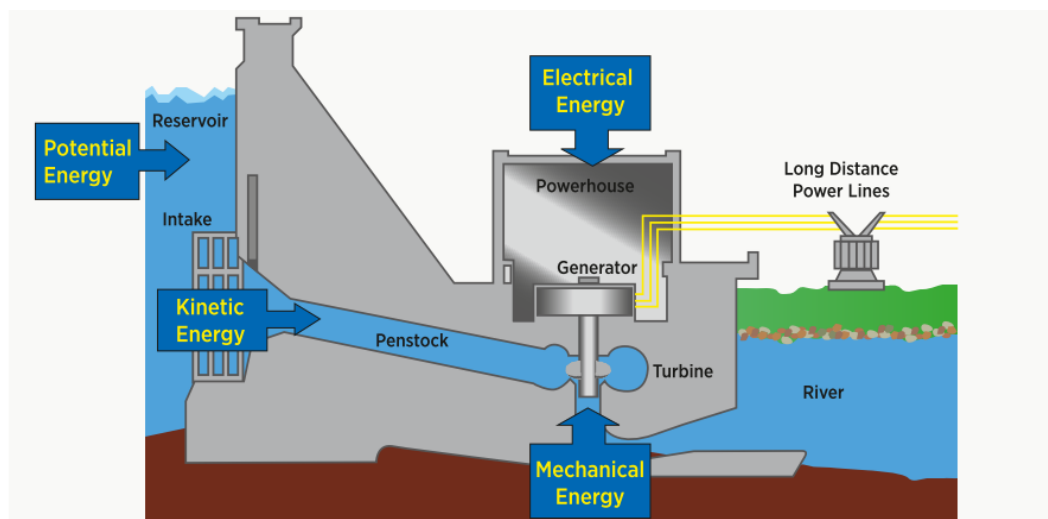 Reservoir
Potential
Energy
Intake
Kinetic
Energy
Penstock
Electrical
Energy
Powerhouse
Generator
Turbine
Mechanical
Energy
Long Distance
Power Lines
River